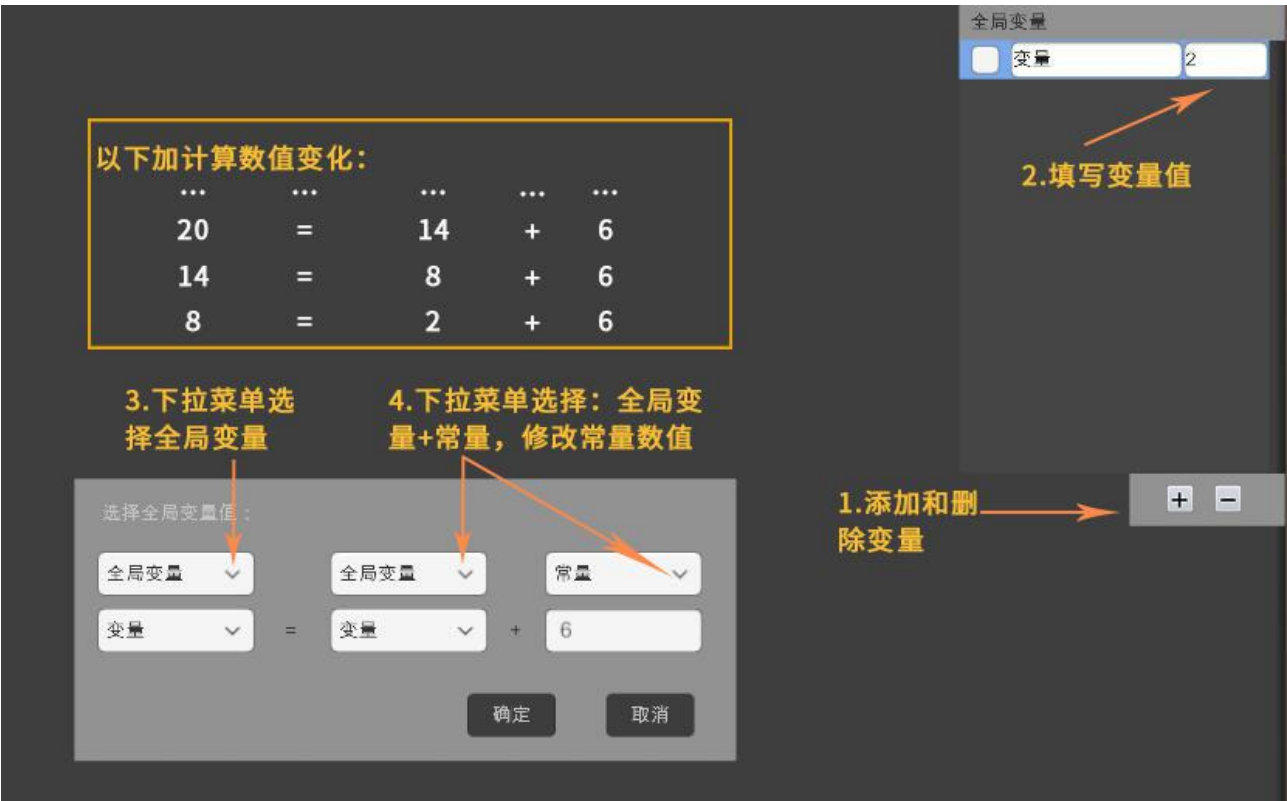 全局变量
变量 2
2.填写变量值
以下加计算数值变化：
... ... ... ... ...
20 = 14 + 6
14 = 8 + 6
8 = 2 + 6
3.下拉菜单选
择全局变量
4.下拉菜单选择：全局变
量+常量，修改常量数值
1.添加和删
除变量
+ −
选择全局变量值：
全局变量 全局变量 常量
变量 = 变量 + 6
确定 取消